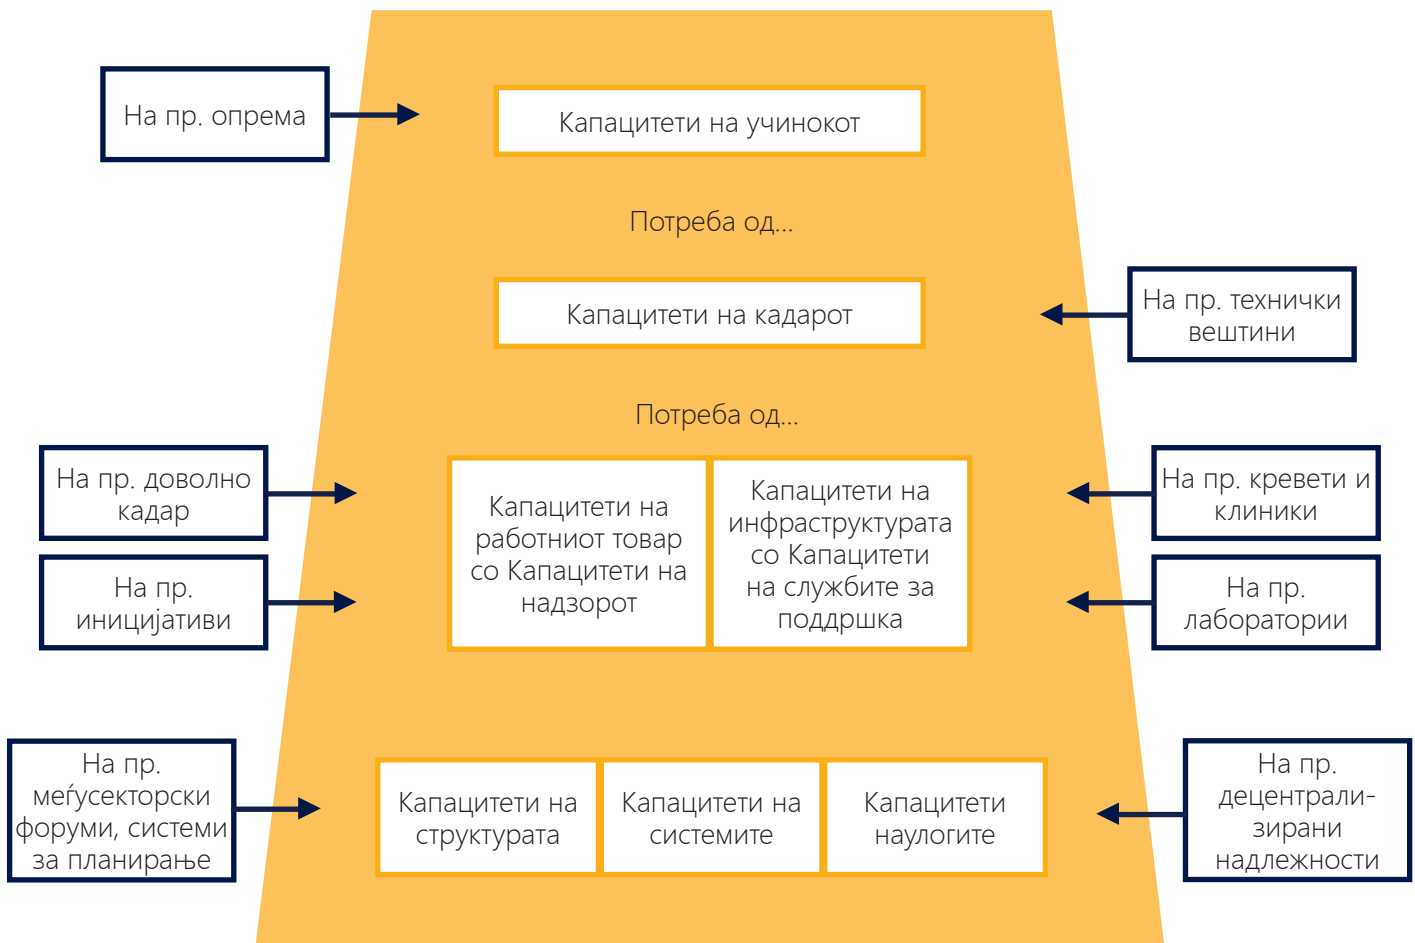 На пр. опрема
Капацитети на учинокот
Потреба од...
Капацитети на кадарот
На пр. технички
вештини
Потреба од...
На пр. доволно
кадар
На пр.
иницијативи
Капацитети на
работниот товар
со Капацитети на
надзорот
Капацитети на
инфраструктурата
со Капацитети
на службите за
поддршка
На пр. кревети и
клиники
На пр.
лаборатории
На пр.
меѓусекторски
форуми, системи
за планирање
Капацитети на
структурата
Капацитети на
системите
Капацитети
наулогите
На пр.
децентрали-
зирани
надлежности